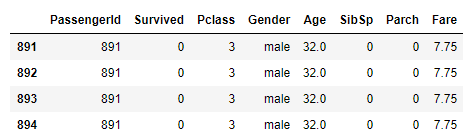 PassengerId Survived Pclass Gender Age SibSp Parch Fare
891 891 0 3 male 32.0 0 0 7.75
892 891 0 3 male 32.0 0 0 7.75
893 891 0 3 male 32.0 0 0 7.75
894 891 0 3 male 32.0 0 0 7.75